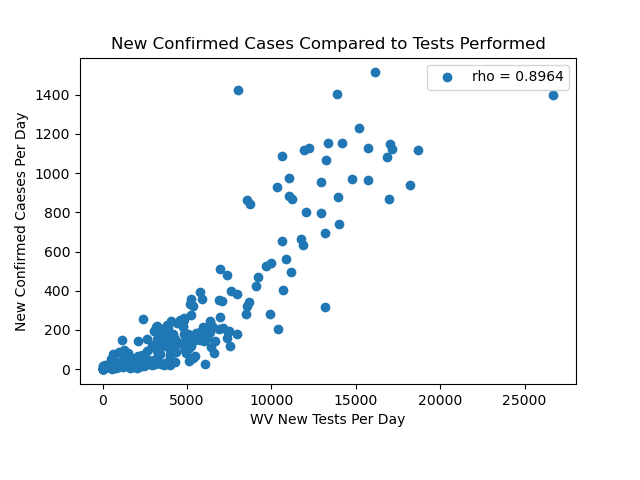 New Confirmed Cases Compared to Tests Performed
rho = 0.8964
New Confirmed Caeses Per Day
1400
1200
1000
800
600
400
200
0
0 5000 10000 15000 20000 25000
WV New Tests Per Day